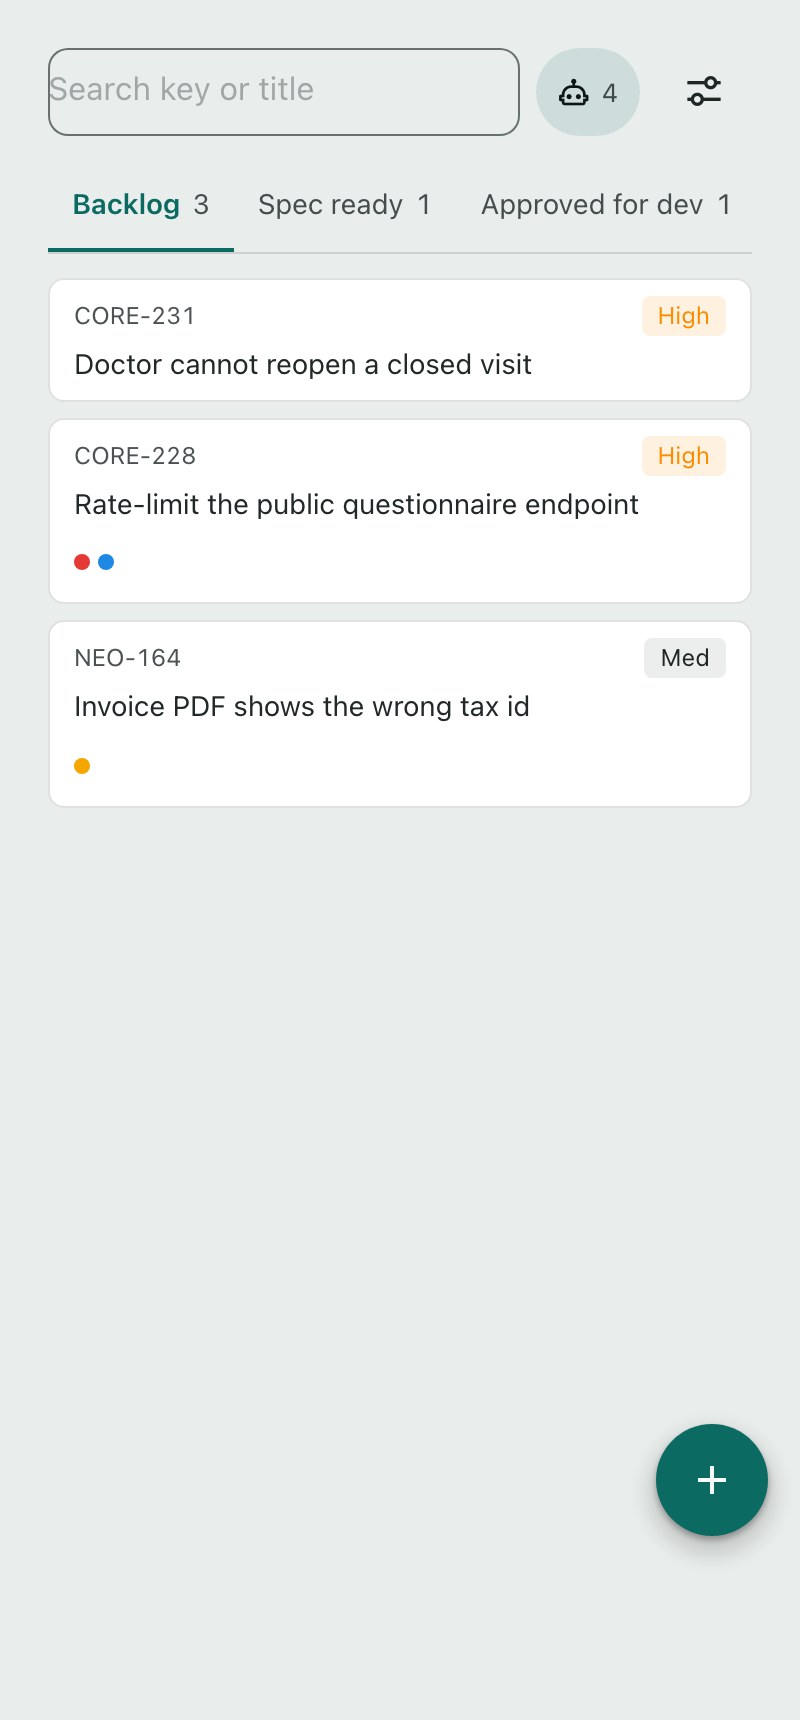 Search key or title
4
Backlog 3 Spec ready 1 Approved for dev 1
CORE-231 High
Doctor cannot reopen a closed visit
CORE-228 High
Rate-limit the public questionnaire endpoint
NEO-164 Med
Invoice PDF shows the wrong tax id